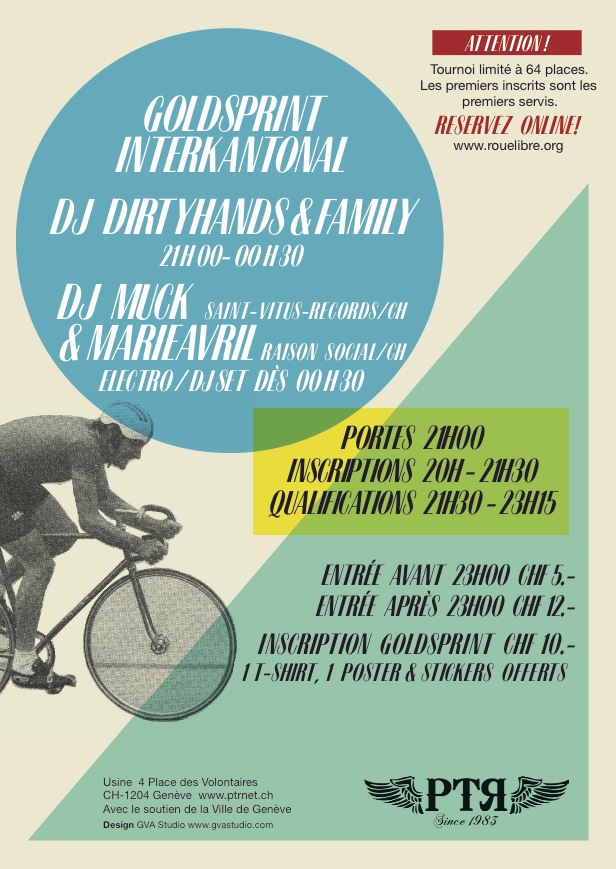 ATTENTION!
Tournoi limité à 64 places.
Les premiers inscrits sont les
premiers servis.
RESERVEZ ONLINE!
www.rouelibre.org
GOLDSPRINT
INTERKANTONAL
DJ DIRTYHANDS & FAMILY
21H00-00H30
DJ MUCK SAINT-VITUS-RECORDS/CH
& MARIEAVRIL RAISON SOCIAL/CH
ELECTRO / DJ SET DÈS 00H30
PORTES 21H00
INSCRIPTIONS 20H - 21H30
QUALIFICATIONS 21H30 - 23H15
ENTRÉE AVANT 23H00 CHF 5.-
ENTRÉE APRÈS 23H00 CHF 12.-
INSCRIPTION GOLDSPRINT CHF 10.-
1 T-SHIRT, 1 POSTER & STICKERS OFFERTS
Usine 4 Place des Volontaires
CH-1204 Genève www.ptrnet.ch
Avec le soutien de la Ville de Genève
Design GVA Studio www.gvastudio.com
PTR
Since 1983